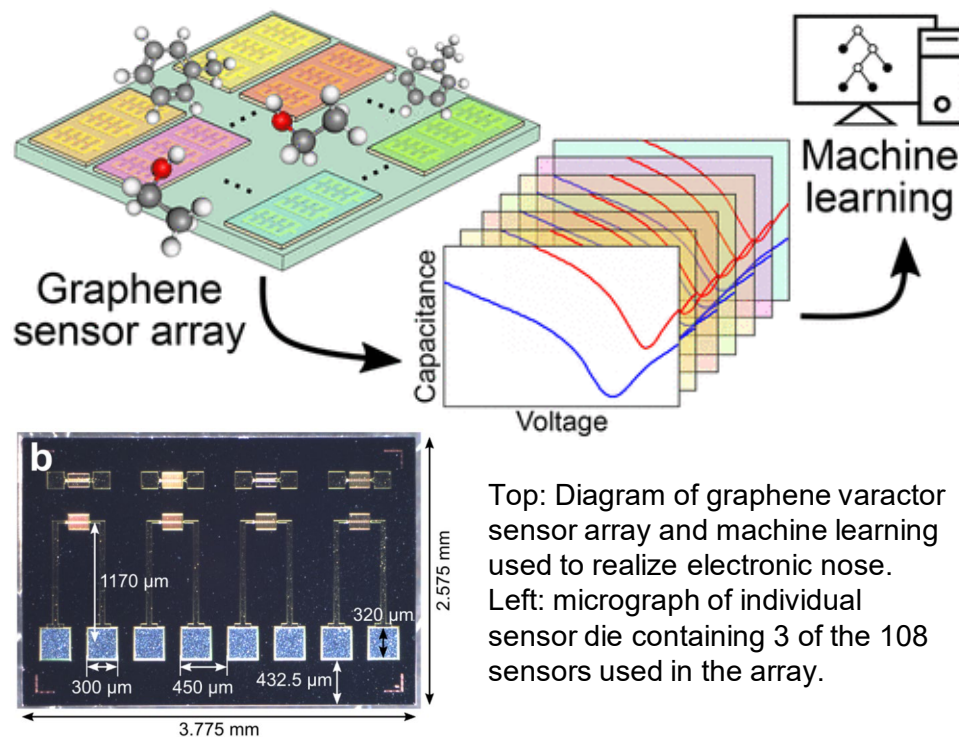 Graphene
sensor array
Capacitance
Voltage
Machine
learning
b
1170 μm
320 μm
300 μm
450 μm
432.5 μm
2.575 mm
3.775 mm
Top: Diagram of graphene varactor
sensor array and machine learning
used to realize electronic nose.
Left: micrograph of individual
sensor die containing 3 of the 108
sensors used in the array.